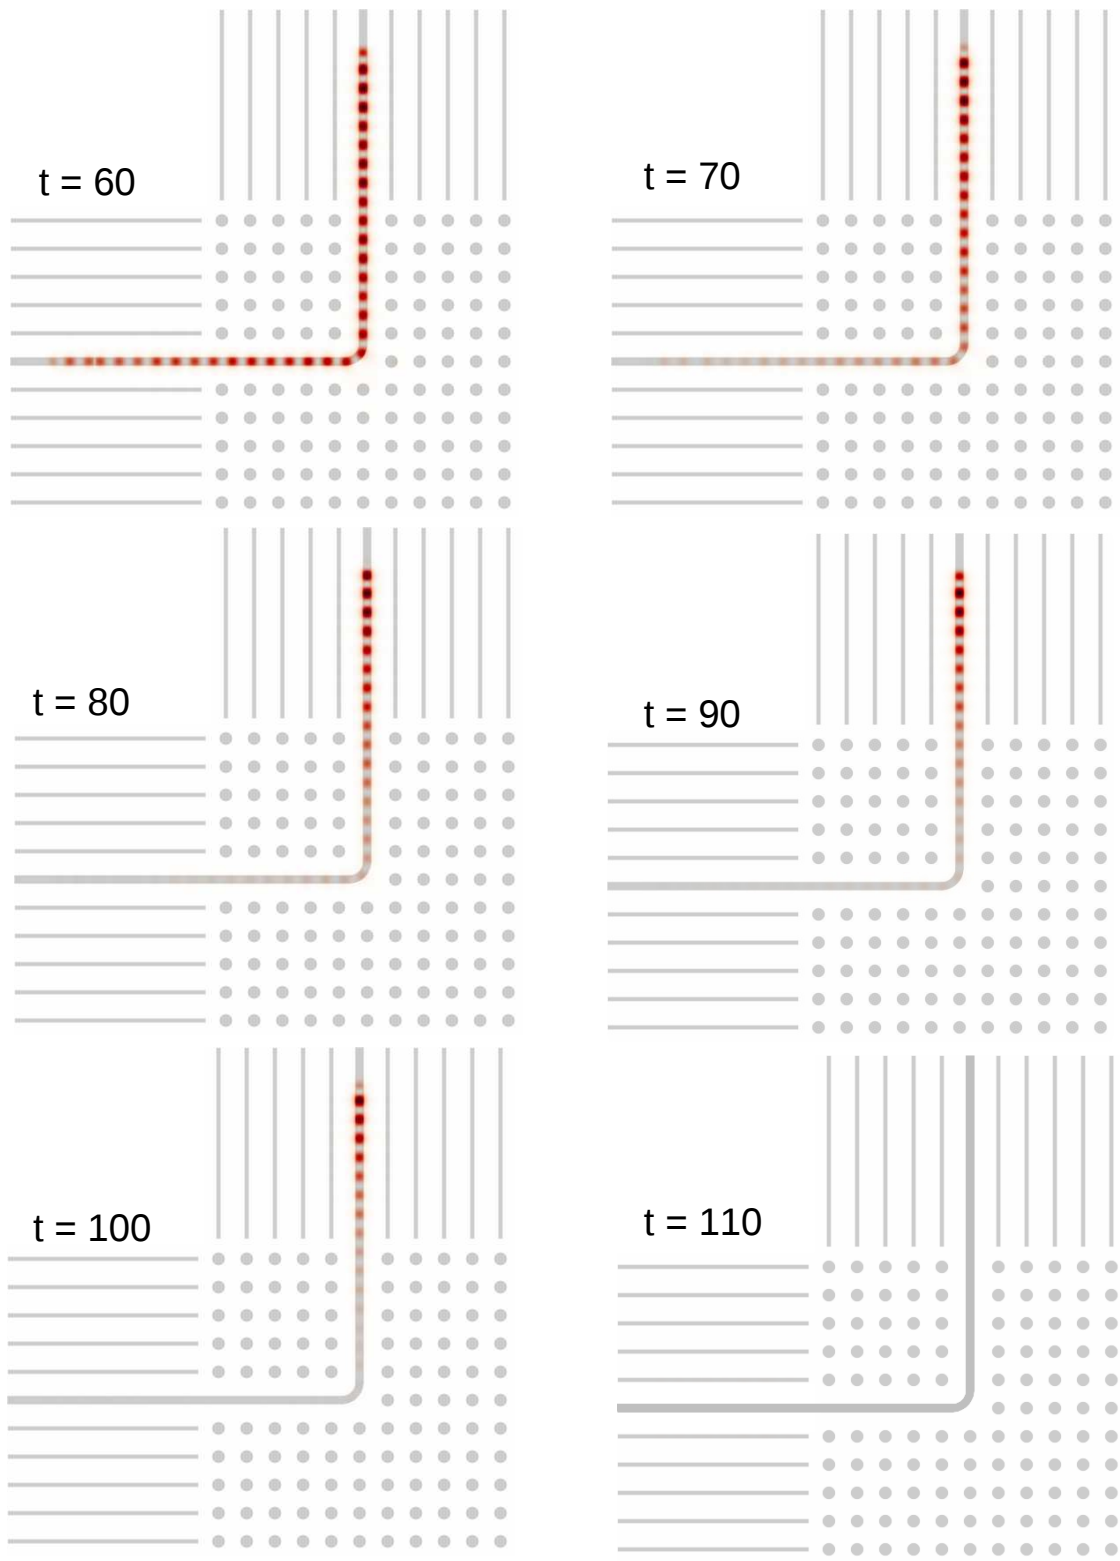 t = 60
t = 70
t = 80
t = 90
t = 100
t = 110